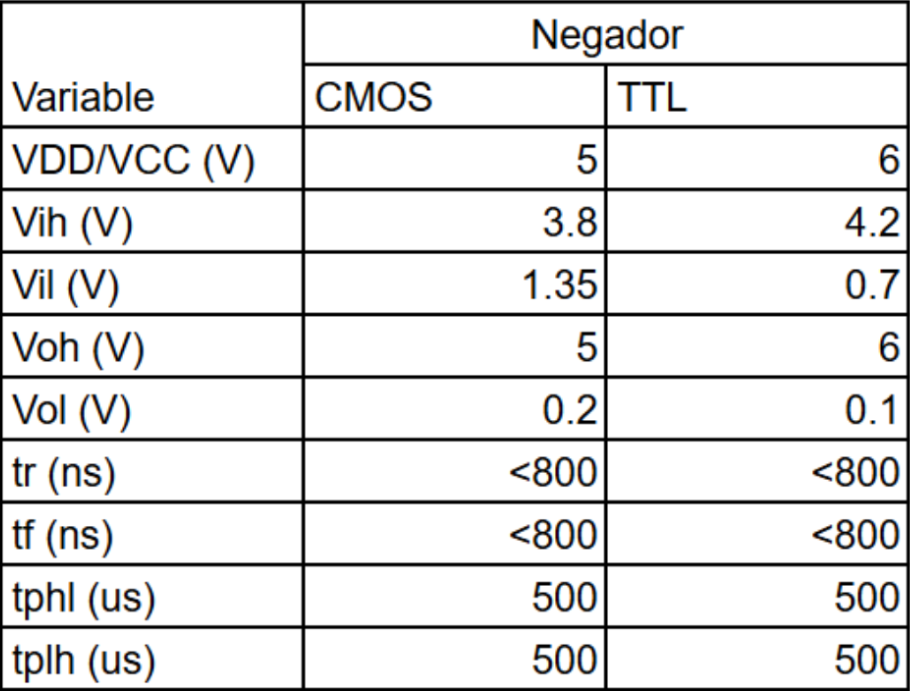 Negador
Variable CMOS TTL
VDD/VCC (V) 5 6
Vih (V) 3.8 4.2
Vil (V) 1.35 0.7
Voh (V) 5 6
Vol (V) 0.2 0.1
tr (ns) <800 <800
tf (ns) <800 <800
tphl (us) 500 500
tplh (us) 500 500